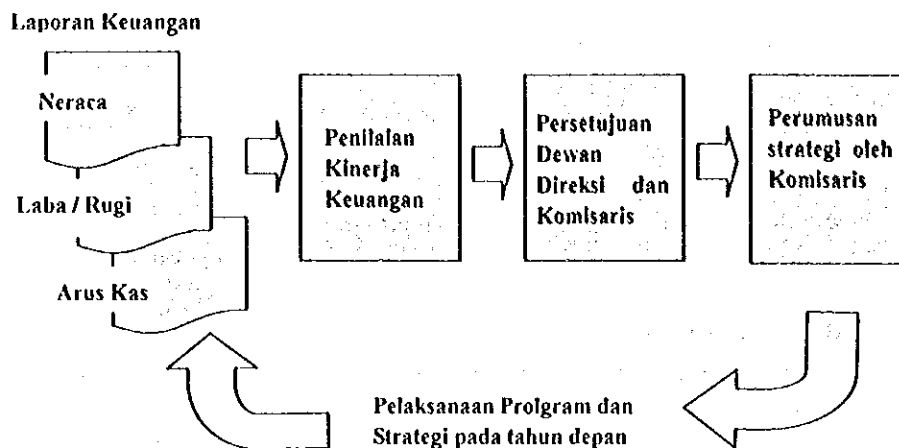 Laporan Keuangan
Neraca
Laba / Rugi
Arus Kas
Penilaian
Kinerja
Keuangan
Persetujuan
Dewan
Direksi dan
Komisaris
Perumusan
strategi oleh
Komisaris
Pelaksanaan Prolgram dan
Strategi pada tahun depan